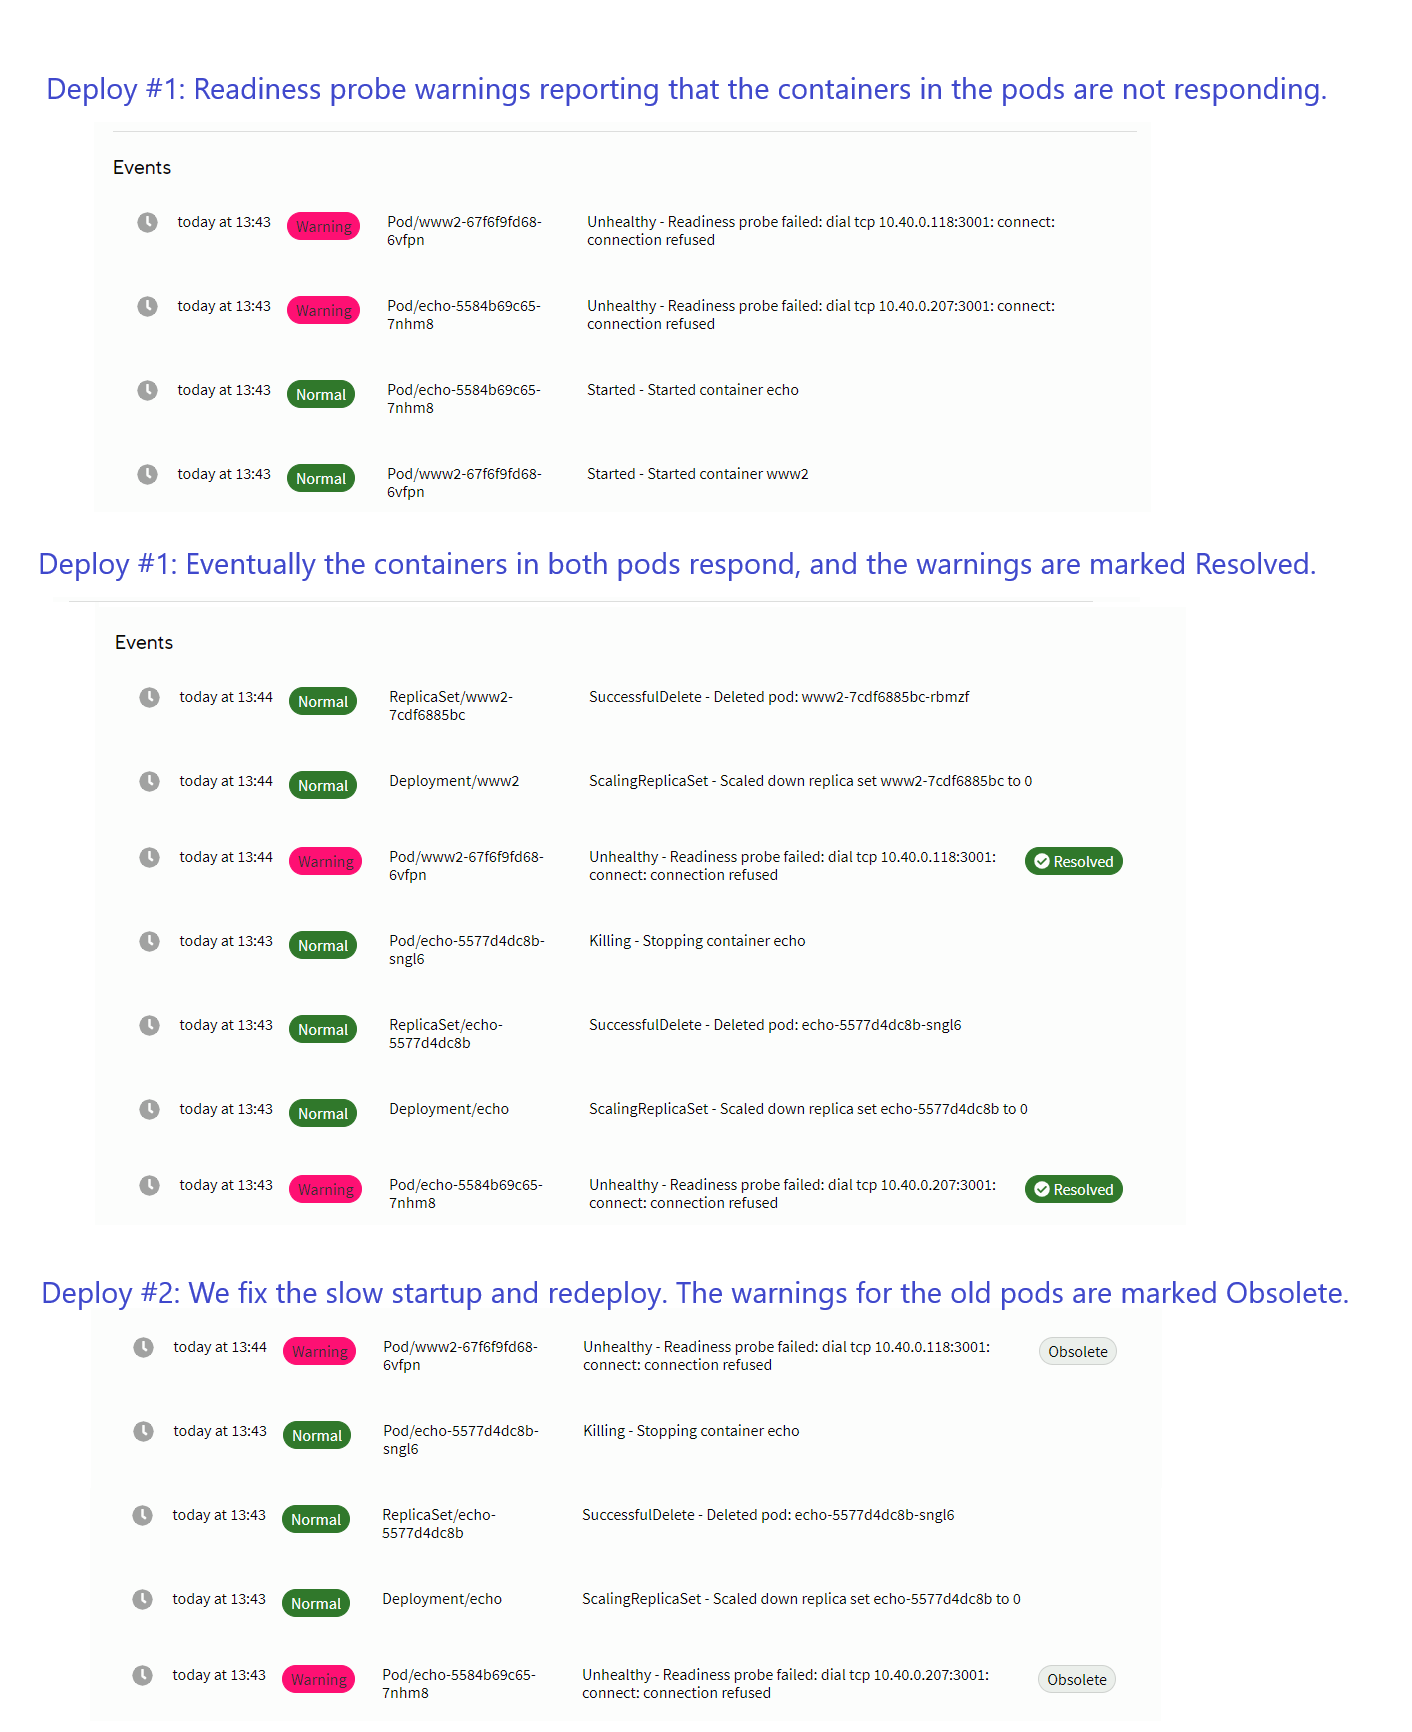 Deploy #1: Readiness probe warnings reporting that the containers in the pods are not responding.
Events
today at 13:43 Warning Pod/www2-67f6f9fd68- Unhealthy - Readiness probe failed: dial tcp 10.40.0.118:3001: connect:
6vfpn connection refused
today at 13:43 Warning Pod/echo-5584b69c65- Unhealthy - Readiness probe failed: dial tcp 10.40.0.207:3001: connect:
7nhm8 connection refused
today at 13:43 Normal Pod/echo-5584b69c65- Started - Started container echo
7nhm8
today at 13:43 Normal Pod/www2-67f6f9fd68- Started - Started container www2
6vfpn
Deploy #1: Eventually the containers in both pods respond, and the warnings are marked Resolved.
Events
today at 13:44 Normal ReplicaSet/www2- SuccessfulDelete - Deleted pod: www2-7cdf6885bc-rbmzf
7cdf6885bc
today at 13:44 Normal Deployment/www2 ScalingReplicaSet - Scaled down replica set www2-7cdf6885bc to 0
today at 13:44 Warning Pod/www2-67f6f9fd68- Unhealthy - Readiness probe failed: dial tcp 10.40.0.118:3001: Resolved
6vfpn connect: connection refused
today at 13:43 Normal Pod/echo-5577d4dc8b- Killing - Stopping container echo
sngl6
today at 13:43 Normal ReplicaSet/echo- SuccessfulDelete - Deleted pod: echo-5577d4dc8b-sngl6
5577d4dc8b
today at 13:43 Normal Deployment/echo ScalingReplicaSet - Scaled down replica set echo-5577d4dc8b to 0
today at 13:43 Warning Pod/echo-5584b69c65- Unhealthy - Readiness probe failed: dial tcp 10.40.0.207:3001: Resolved
7nhm8 connect: connection refused
Deploy #2: We fix the slow startup and redeploy. The warnings for the old pods are marked Obsolete.
today at 13:44 Warning Pod/www2-67f6f9fd68- Unhealthy - Readiness probe failed: dial tcp 10.40.0.118:3001: Obsolete
6vfpn connect: connection refused
today at 13:43 Normal Pod/echo-5577d4dc8b- Killing - Stopping container echo
sngl6
today at 13:43 Normal ReplicaSet/echo- SuccessfulDelete - Deleted pod: echo-5577d4dc8b-sngl6
5577d4dc8b
today at 13:43 Normal Deployment/echo ScalingReplicaSet - Scaled down replica set echo-5577d4dc8b to 0
today at 13:43 Warning Pod/echo-5584b69c65- Unhealthy - Readiness probe failed: dial tcp 10.40.0.207:3001: Obsolete
7nhm8 connect: connection refused